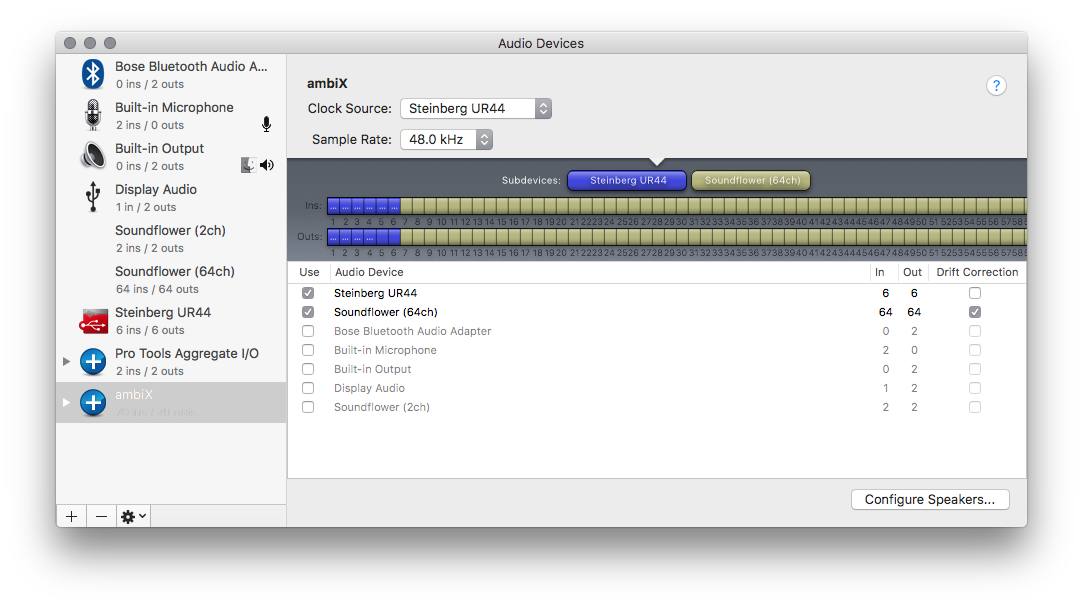 Audio Devices
Bose Bluetooth Audio A...
0 ins / 2 outs
Built-in Microphone
2 ins / 0 outs
Built-in Output
0 ins / 2 outs
Display Audio
1 in / 2 outs
Soundflower (2ch)
2 ins / 2 outs
Soundflower (64ch)
64 ins / 64 outs
Steinberg UR44
6 ins / 6 outs
Pro Tools Aggregate I/O
2 ins / 2 outs
ambiX
70 ins / 70 outs
ambiX
?
Clock Source: Steinberg UR44
Sample Rate: 48.0 kHz
Subdevices: Steinberg UR44 Soundflower (64ch)
Ins: ... ... ... ... ... ...
1 2 3 4 5 6 7 8 9 10 11 12 13 14 15 16 17 18 19 20 21 22 23 24 25 26 27 28 29 30 31 32 33 34 35 36 37 38 39 40 41 42 43 44 45 46 47 48 49 50 51 52 53 54 55 56 57 58
Outs: ... ... ... ...
1 2 3 4 5 6 7 8 9 10 11 12 13 14 15 16 17 18 19 20 21 22 23 24 25 26 27 28 29 30 31 32 33 34 35 36 37 38 39 40 41 42 43 44 45 46 47 48 49 50 51 52 53 54 55 56 57 58
Use Audio Device In Out Drift Correction
Steinberg UR44 6 6
Soundflower (64ch) 64 64
Bose Bluetooth Audio Adapter 0 2
Built-in Microphone 2 0
Built-in Output 0 2
Display Audio 1 2
Soundflower (2ch) 2 2
Configure Speakers...